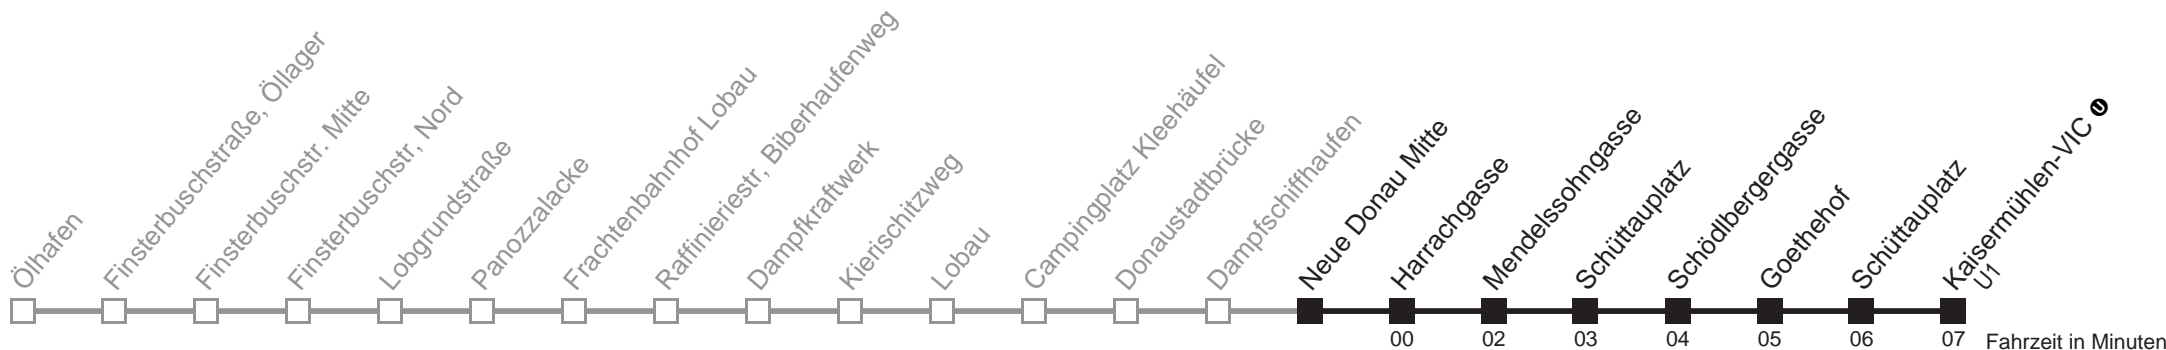 Ölhafen
Finsterbuschstraße, Öllager
Finsterbuschstr. Mitte
Finsterbuschstr, Nord
Lobgrundstraße
Panozzalacke
Frachtenbahnhof Lobau
Raffinieriestr, Biberhaufenweg
Dampfkraftwerk
Kierischitzweg
Lobau
Campingplatz Kleehäufel
Donaustadtbrücke
Dampfschiffhaufen
Neue Donau Mitte
Harrachgasse
Mendelssohngasse
Schüttauplatz
Schödlbergergasse
Goethehof
Schüttauplatz
Kaisermühlen-VIC U
U1
00 02 03 04 05 06 07 Fahrzeit in Minuten